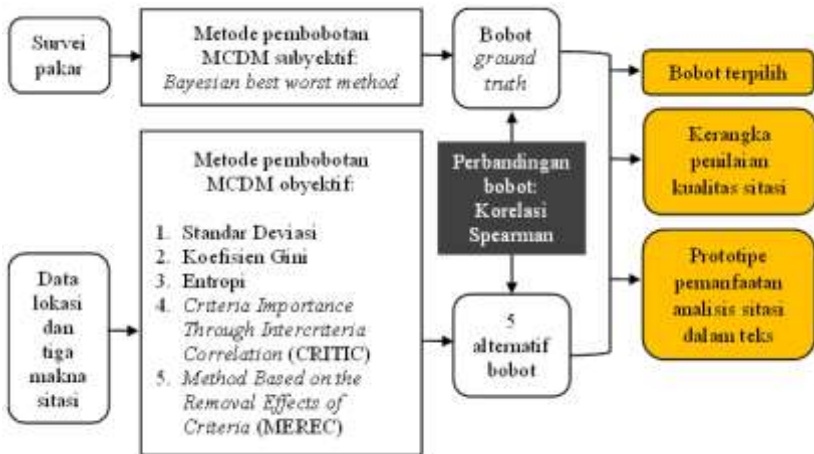 Survei
pakar
Metode pembobotan
MCDM subyektif:
Bayesian best worst method
Bobot
ground
truth
Bobot terpilih
Kerangka
penilaian
kualitas sitasi
Prototipe
pemanfaatan
analisis sitasi
dalam teks
Perbandingan
bobot:
Korelasi
Spearman
Data
lokasi
dan
tiga
makna
sitasi
Metode pembobotan
MCDM obyektif:
1. Standar Deviasi
2. Koefisien Gini
3. Entropi
4. Criteria Importance
Through Intercriteria
Correlation (CRITIC)
5. Method Based on the
Removal Effects of
Criteria (MEREC)
5
alternatif
bobot